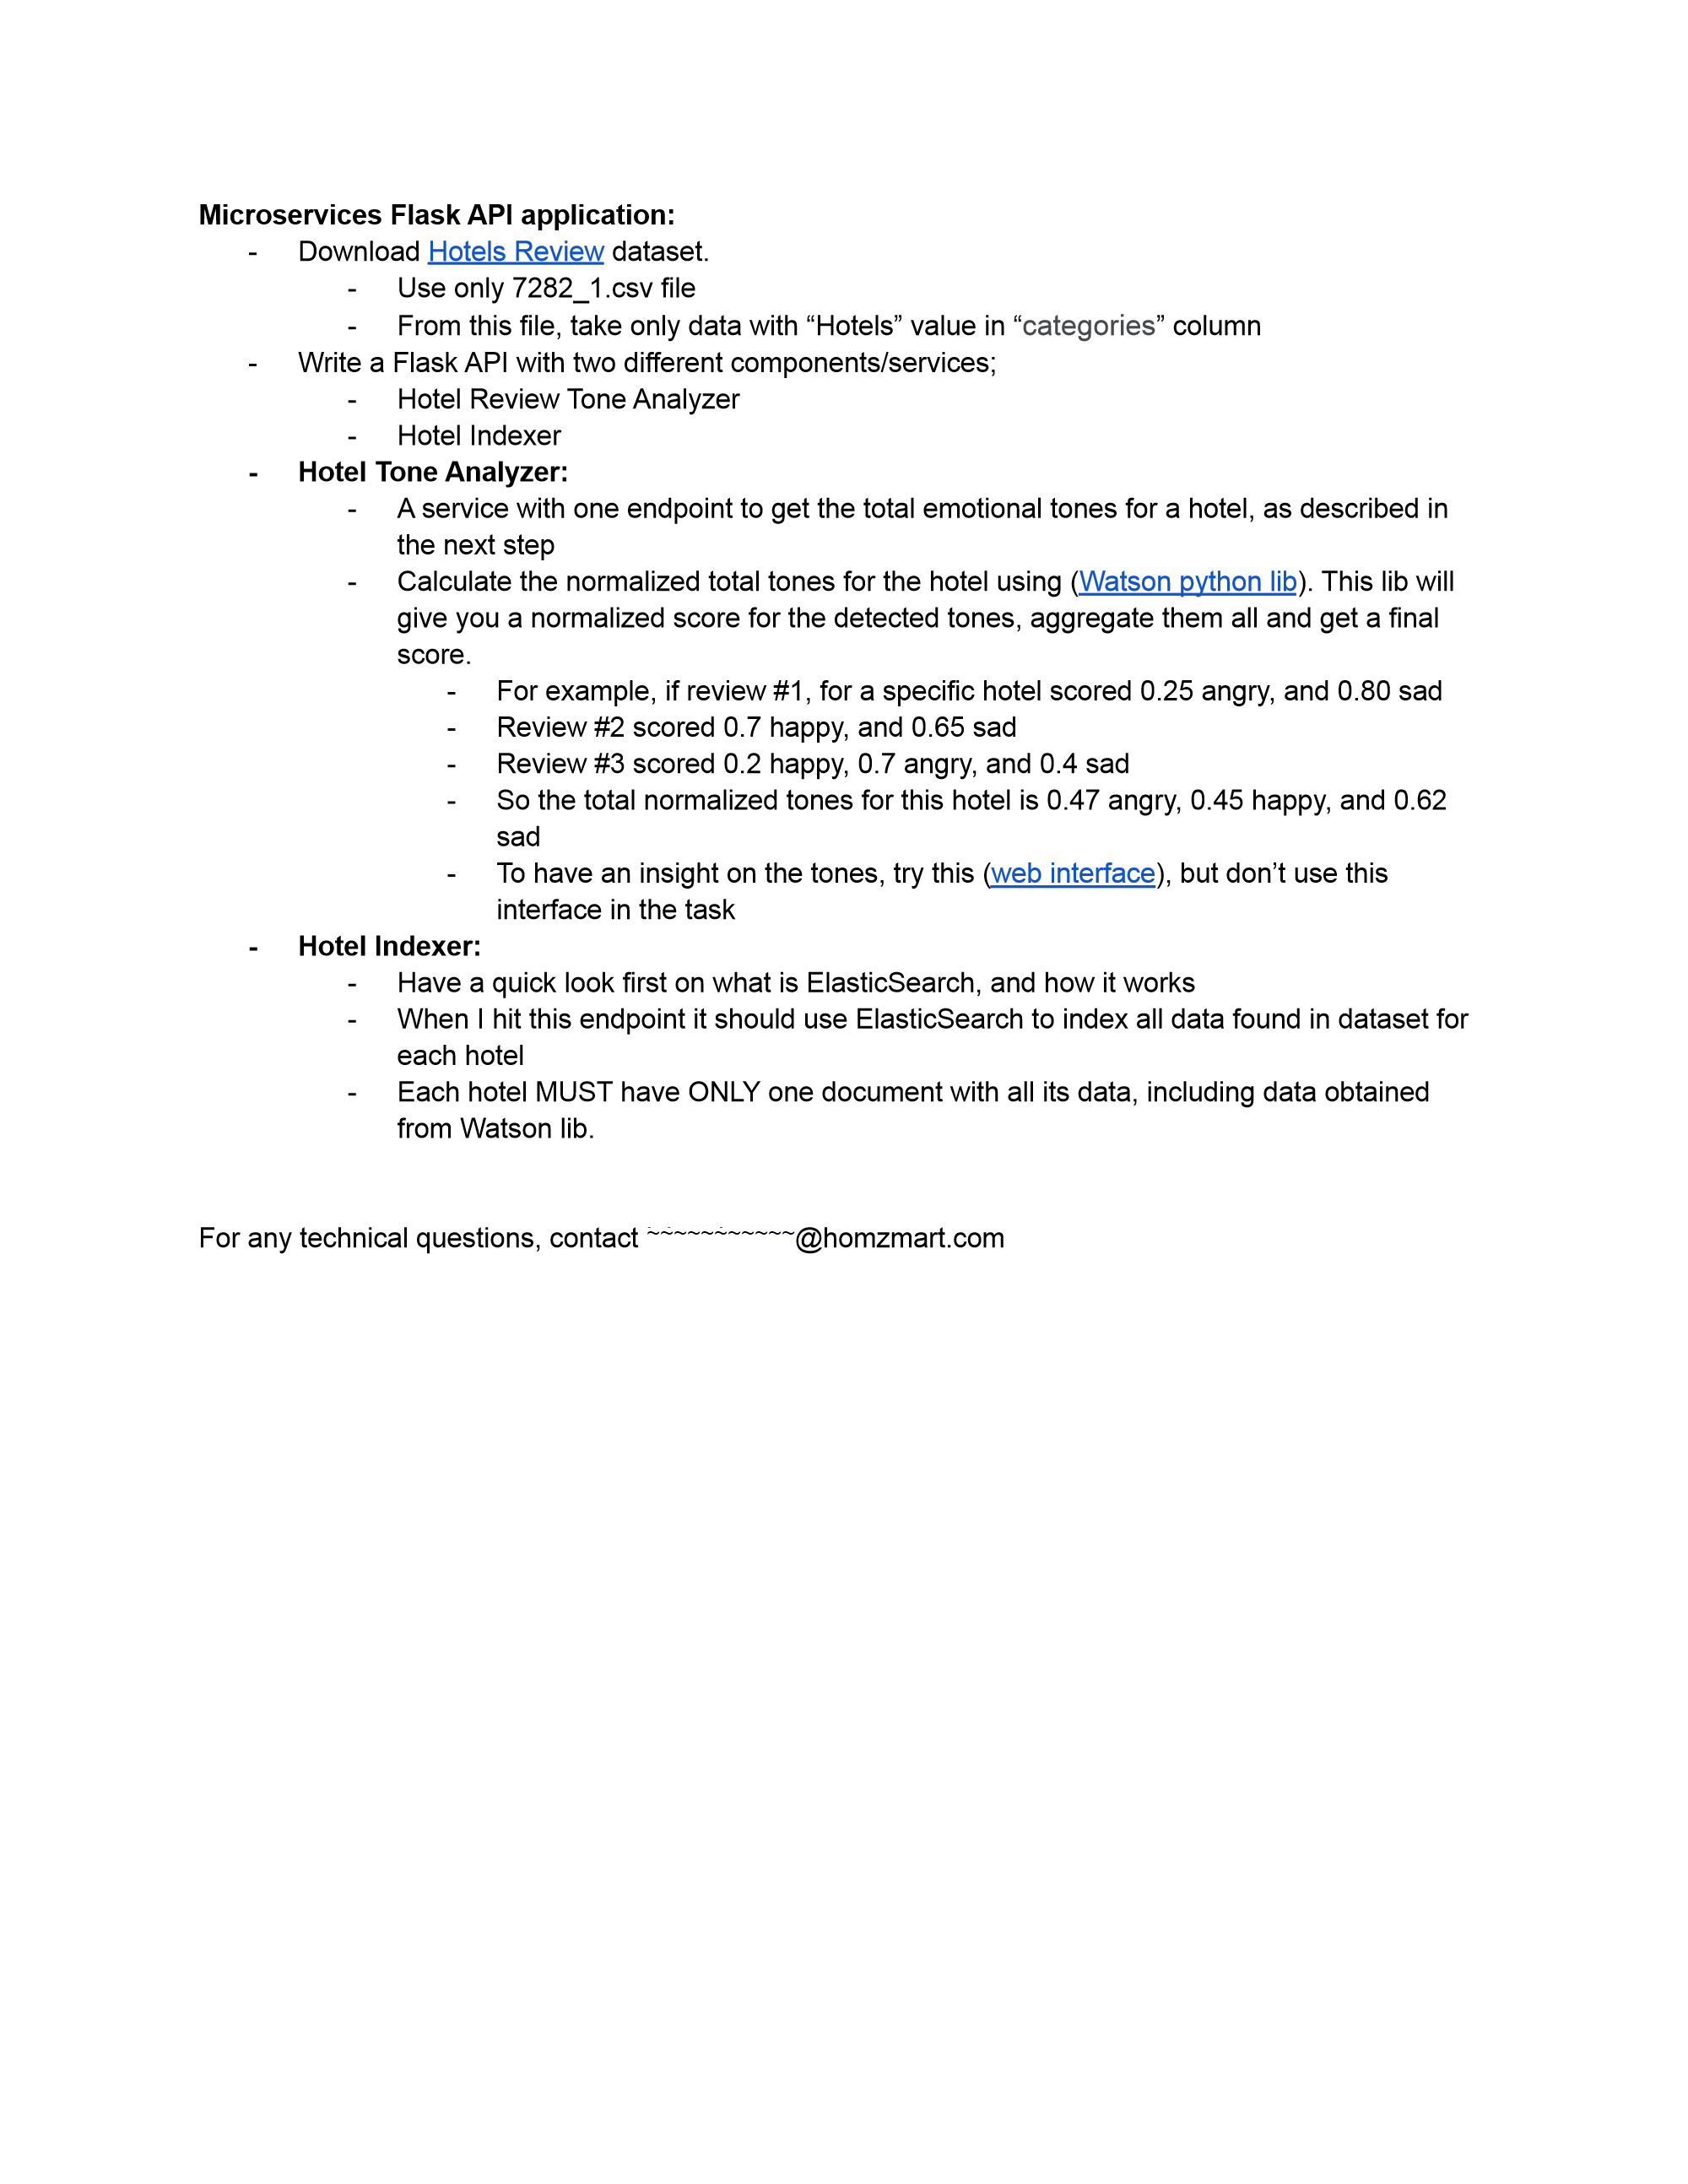 Microservices Flask API application:
- Download Hotels Review dataset.
- Use only 7282_1.csv file
- From this file, take only data with “Hotels” value in “categories” column
- Write a Flask API with two different components/services;
- Hotel Review Tone Analyzer
- Hotel Indexer
- Hotel Tone Analyzer:
- A service with one endpoint to get the total emotional tones for a hotel, as described in
the next step
- Calculate the normalized total tones for the hotel using (Watson python lib). This lib will
give you a normalized score for the detected tones, aggregate them all and get a final
score.
- For example, if review #1, for a specific hotel scored 0.25 angry, and 0.80 sad
- Review #2 scored 0.7 happy, and 0.65 sad
- Review #3 scored 0.2 happy, 0.7 angry, and 0.4 sad
- So the total normalized tones for this hotel is 0.47 angry, 0.45 happy, and 0.62
sad
- To have an insight on the tones, try this (web interface), but don’t use this
interface in the task
- Hotel Indexer:
- Have a quick look first on what is ElasticSearch, and how it works
- When I hit this endpoint it should use ElasticSearch to index all data found in dataset for
each hotel
- Each hotel MUST have ONLY one document with all its data, including data obtained
from Watson lib.
For any technical questions, contact @homzmart.com